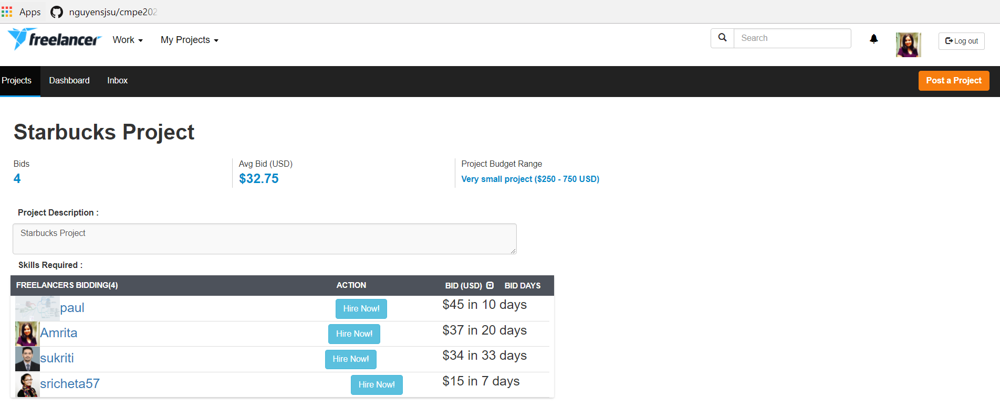 Apps nguyensjsu/cmpe202
freelancer Work My Projects Search Log out
Projects Dashboard Inbox Post a Project
Starbucks Project
Bids Avg Bid (USD) Project Budget Range
4 $32.75 Very small project ($250 - 750 USD)
Project Description :
Starbucks Project
Skills Required :
FREELANCERS BIDDING(4) ACTION BID (USD) BID DAYS
paul Hire Now! $45 in 10 days
Amrita Hire Now! $37 in 20 days
sukriti Hire Now! $34 in 33 days
sricheta57 Hire Now! $15 in 7 days